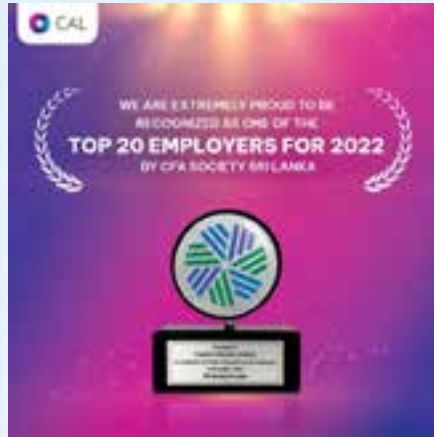 CAL
WE ARE EXTREMELY PROUD TO BE
RECOGNIZED AS ONE OF THE
TOP 20 EMPLOYERS FOR 2022
BY CFA SOCIETY SRI LANKA